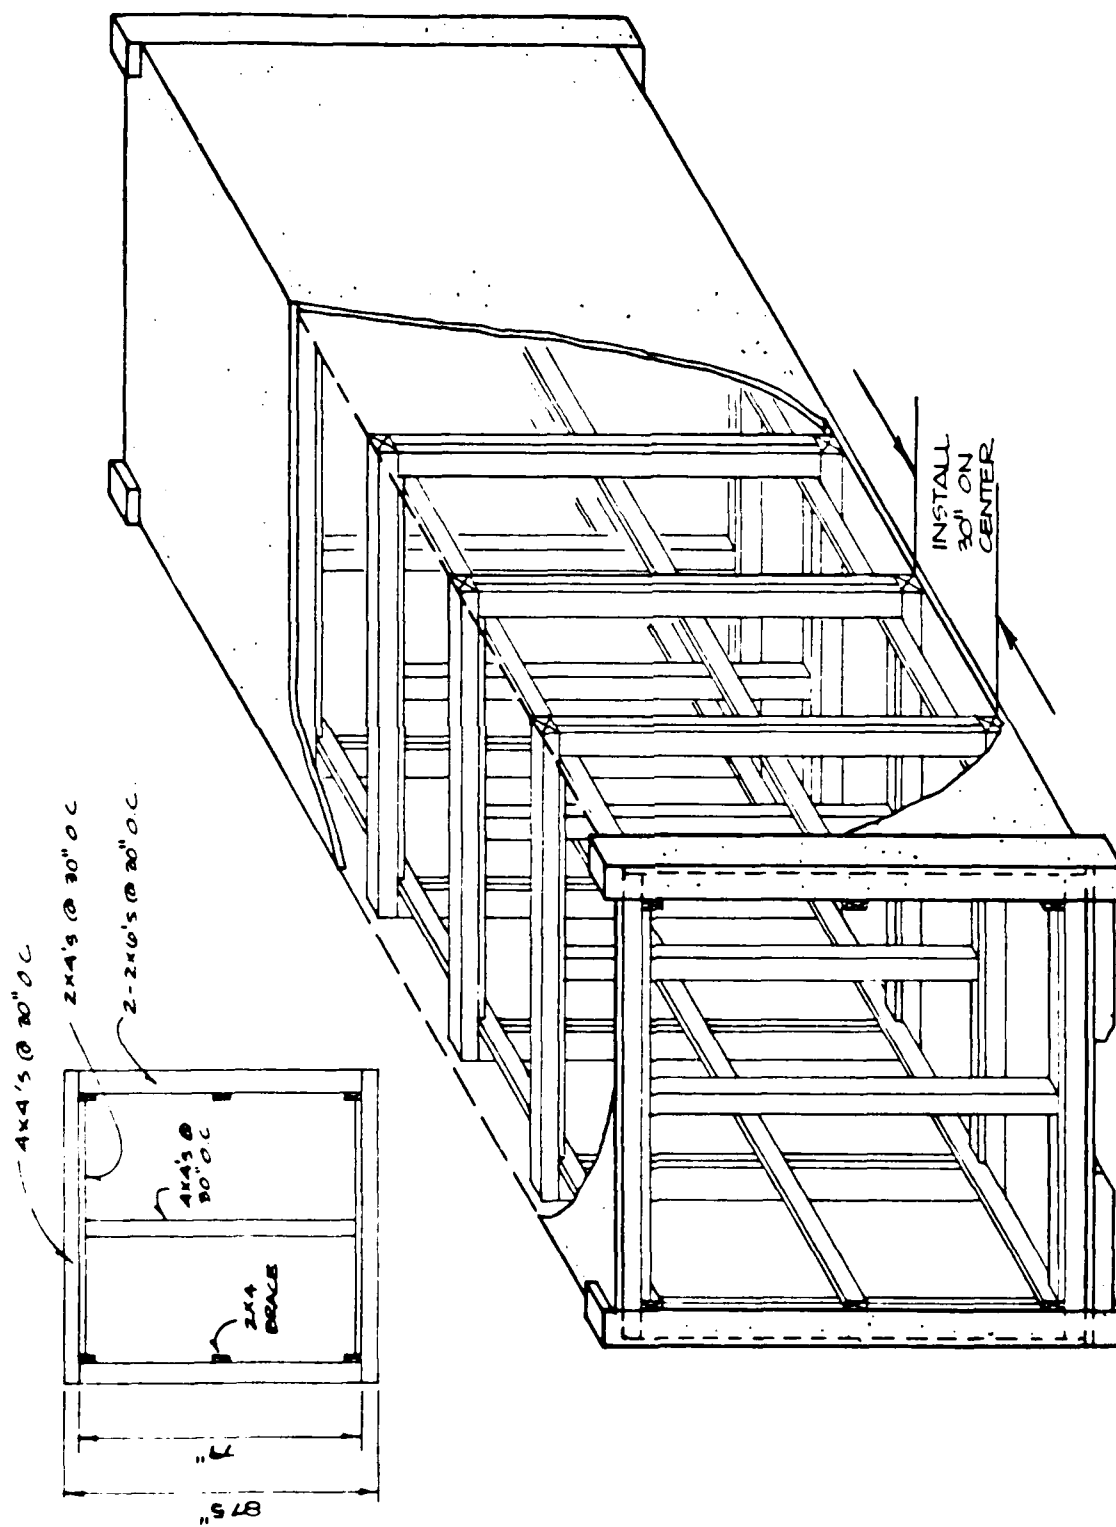 4x4's @ 30" O.C
2x4's @ 30" O.C
2-2x6's @ 30" O.C.
4x4's @
30" O.C
2x4
BRACE
87.5"
INSTALL
30" ON
CENTER